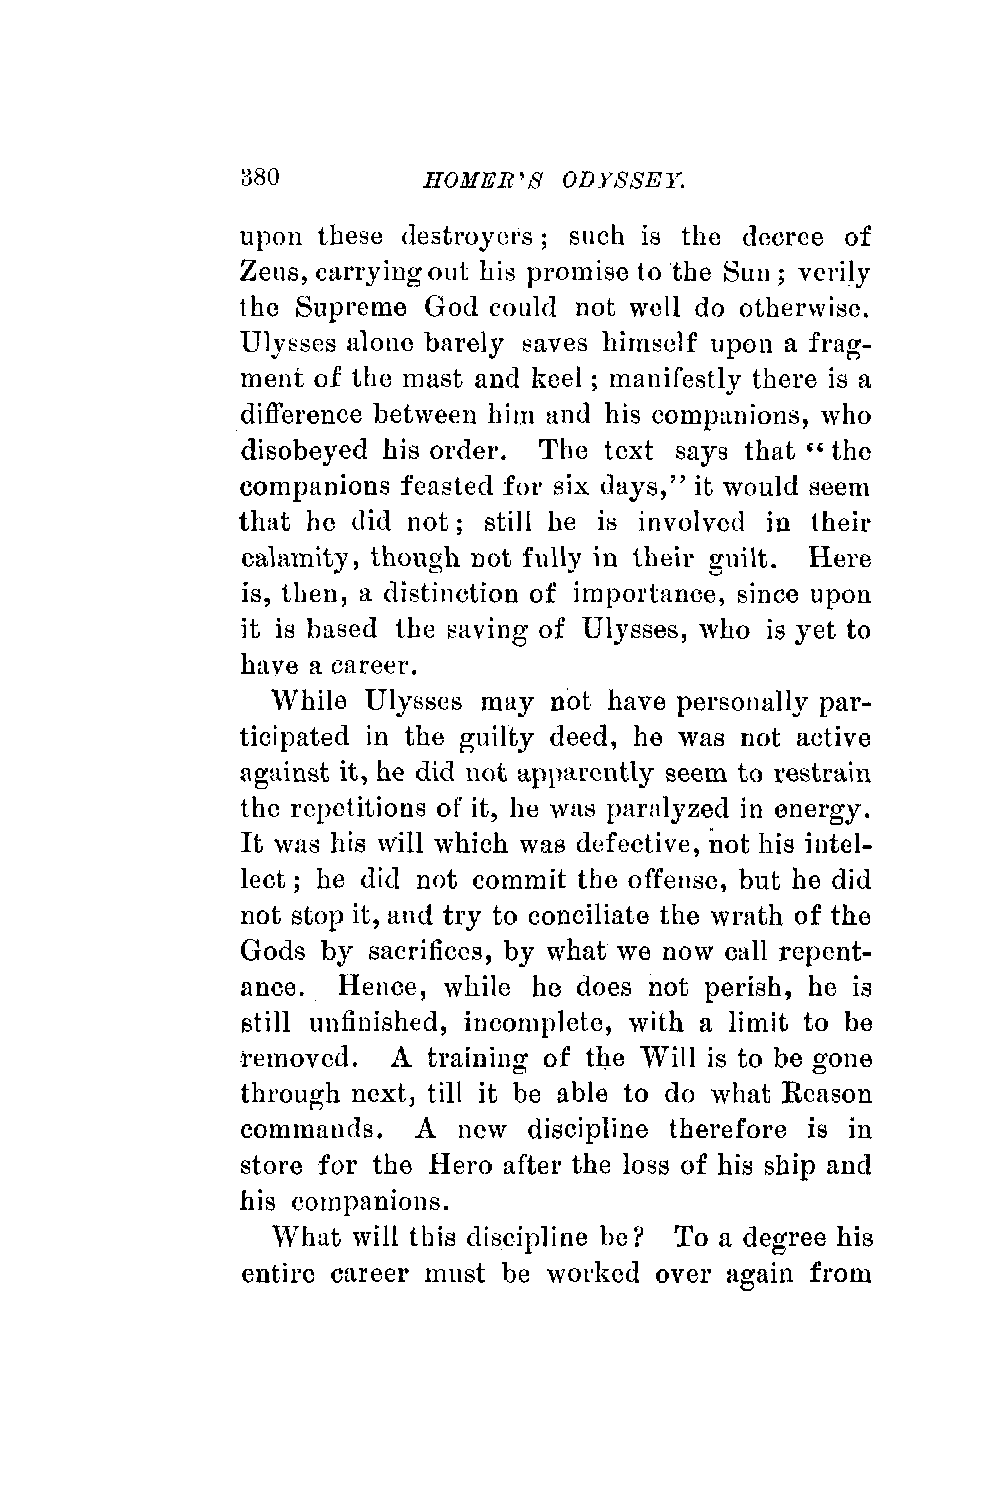 380 HOMER'S ODYSSEY.
upon these destroyers; such is the decree of
Zeus, carrying out his promise to the Sun; verily
the Supreme God could not well do otherwise.
Ulysses alone barely saves himself upon a frag-
ment of the mast and keel; manifestly there is a
difference between him and his companions, who
disobeyed his order. The text says that "the
companions feasted for six days," it would seem
that he did not; still he is involved in their
calamity, though not fully in their guilt. Here
is, then, a distinction of importance, since upon
it is based the saving of Ulysses, who is yet to
have a career.
While Ulysses may not have personally par-
ticipated in the guilty deed, he was not active
against it, he did not apparently seem to restrain
the repetitions of it, he was paralyzed in energy.
It was his will which was defective, not his intel-
lect; he did not commit the offense, but he did
not stop it, and try to conciliate the wrath of the
Gods by sacrifices, by what we now call repent-
ance. Hence, while he does not perish, he is
still unfinished, incomplete, with a limit to be
removed. A training of the Will is to be gone
through next, till it be able to do what Reason
commands. A new discipline therefore is in
store for the Hero after the loss of his ship and
his companions.
What will this discipline be? To a degree his
entire career must be worked over again from